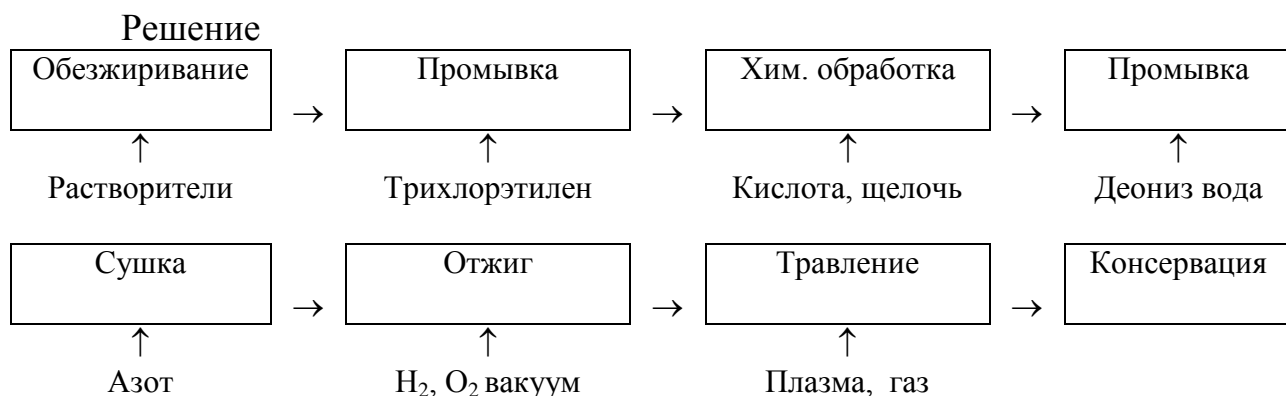 Решение
Обезжиривание → Промывка → Хим. обработка → Промывка
↑ ↑ ↑ ↑
Растворители Трихлорэтилен Кислота, щелочь Деониз вода
Сушка → Отжиг → Травление → Консервация
↑ ↑ ↑
Азот H₂, O₂ вакуум Плазма, газ